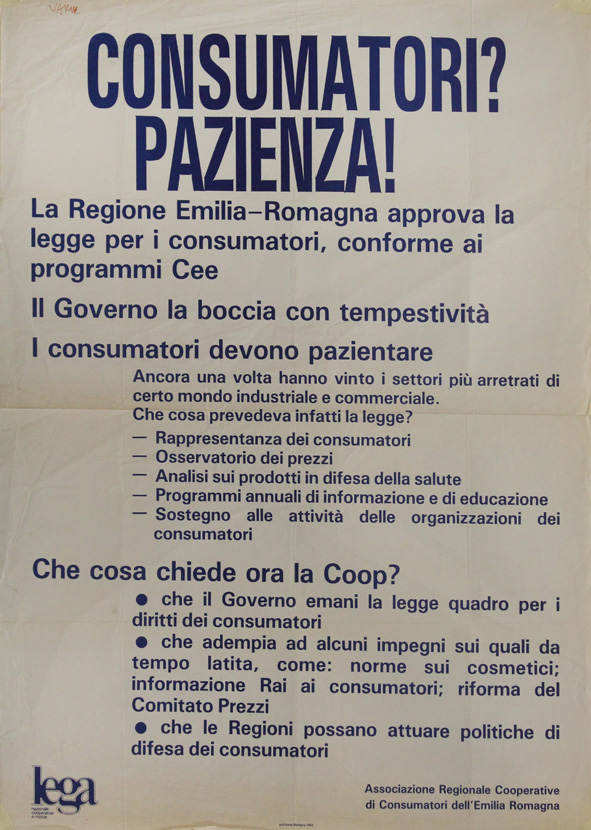 VARIE
CONSUMATORI?
PAZIENZA!
La Regione Emilia–Romagna approva la
legge per i consumatori, conforme ai
programmi Cee
Il Governo la boccia con tempestività
I consumatori devono pazientare
Ancora una volta hanno vinto i settori più arretrati di
certo mondo industriale e commerciale.
Che cosa prevedeva infatti la legge?
— Rappresentanza dei consumatori
— Osservatorio dei prezzi
— Analisi sui prodotti in difesa della salute
— Programmi annuali di informazione e di educazione
— Sostegno alle attività delle organizzazioni dei
consumatori
Che cosa chiede ora la Coop?
● che il Governo emani la legge quadro per i
diritti dei consumatori
● che adempia ad alcuni impegni sui quali da
tempo latita, come: norme sui cosmetici;
informazione Rai ai consumatori; riforma del
Comitato Prezzi
● che le Regioni possano attuare politiche di
difesa dei consumatori
lega
nazionale
cooperative
e mutue
Associazione Regionale Cooperative
di Consumatori dell'Emilia Romagna